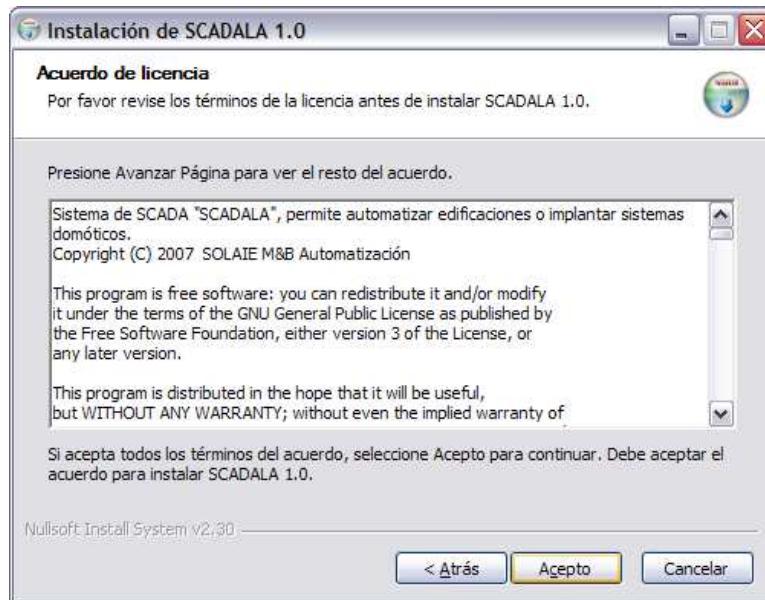 Instalación de SCADALA 1.0
Acuerdo de licencia
Por favor revise los términos de la licencia antes de instalar SCADALA 1.0.
Presione Avanzar Página para ver el resto del acuerdo.
Sistema de SCADA "SCADALA", permite automatizar edificaciones o implantar sistemas
domóticos.
Copyright (C) 2007 SOLAIE M&B Automatización
This program is free software: you can redistribute it and/or modify
it under the terms of the GNU General Public License as published by
the Free Software Foundation, either version 3 of the License, or
any later version.
This program is distributed in the hope that it will be useful,
but WITHOUT ANY WARRANTY; without even the implied warranty of
Si acepta todos los términos del acuerdo, seleccione Acepto para continuar. Debe aceptar el
acuerdo para instalar SCADALA 1.0.
Nullsoft Install System v2.30
< Atrás Acepto Cancelar